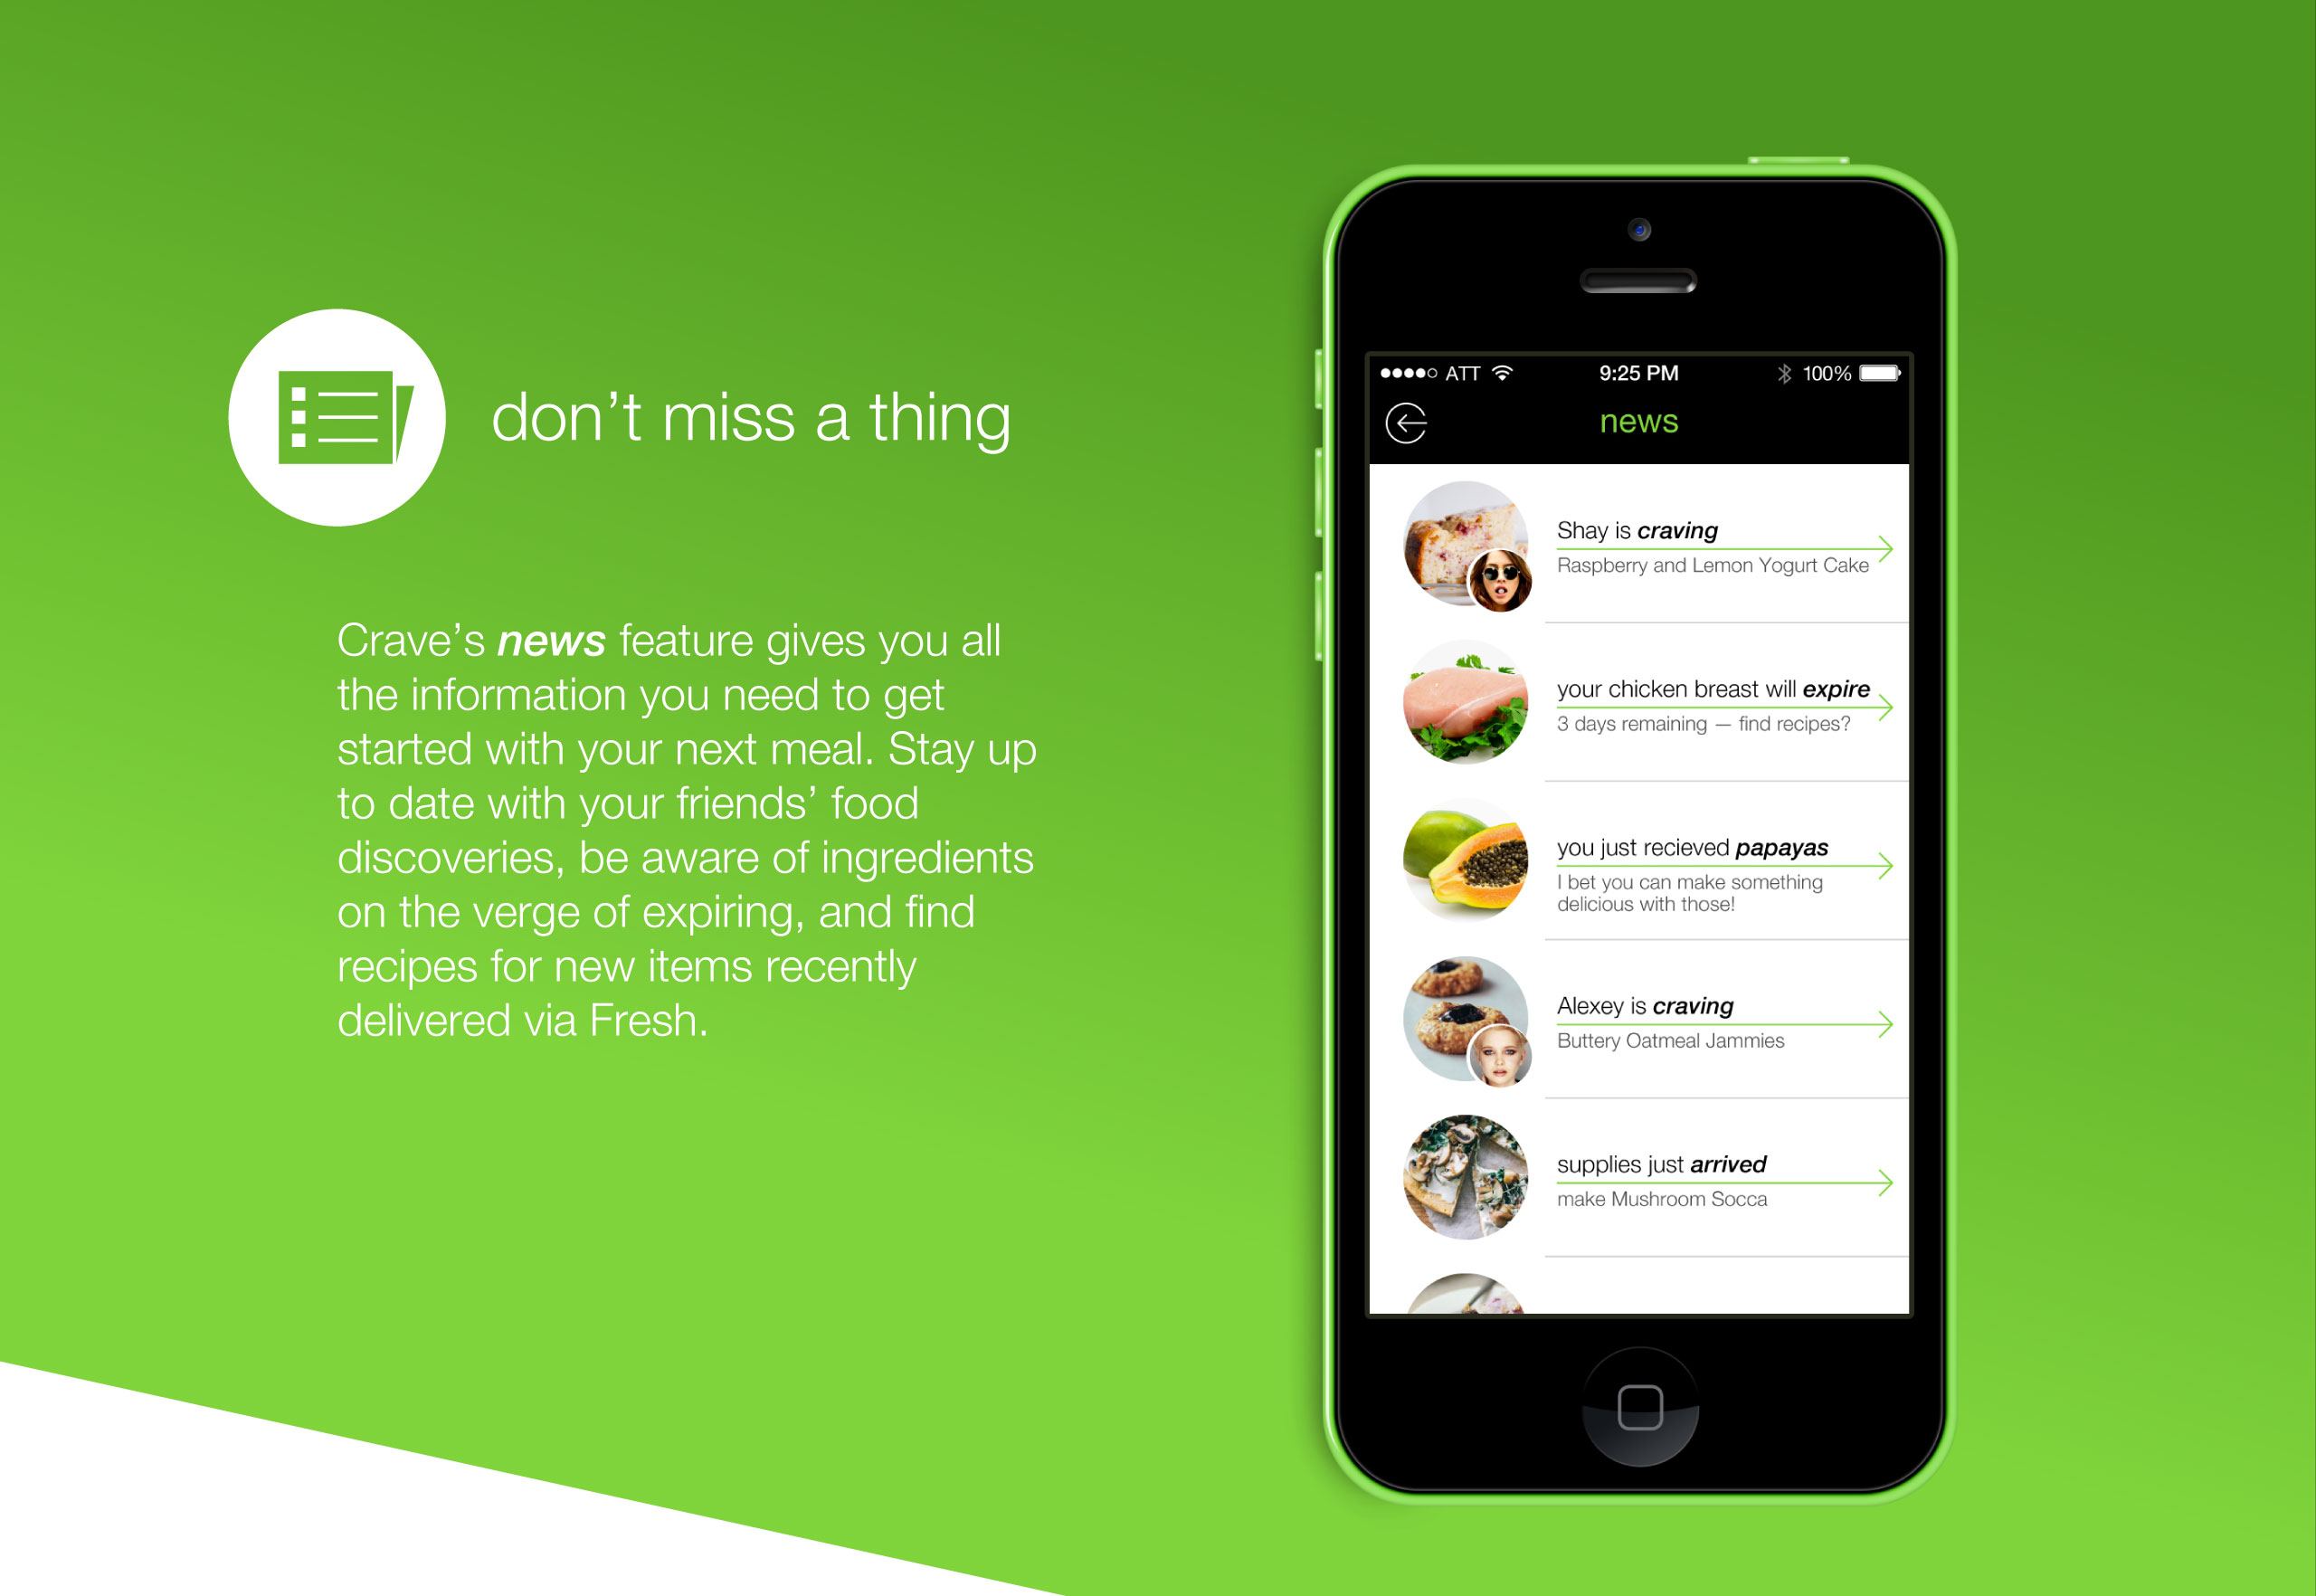 don’t miss a thing
Crave’s news feature gives you all
the information you need to get
started with your next meal. Stay up
to date with your friends’ food
discoveries, be aware of ingredients
on the verge of expiring, and find
recipes for new items recently
delivered via Fresh.
ATT 9:25 PM 100%
news
Shay is craving
Raspberry and Lemon Yogurt Cake
your chicken breast will expire
3 days remaining — find recipes?
you just recieved papayas
I bet you can make something
delicious with those!
Alexey is craving
Buttery Oatmeal Jammies
supplies just arrived
make Mushroom Socca